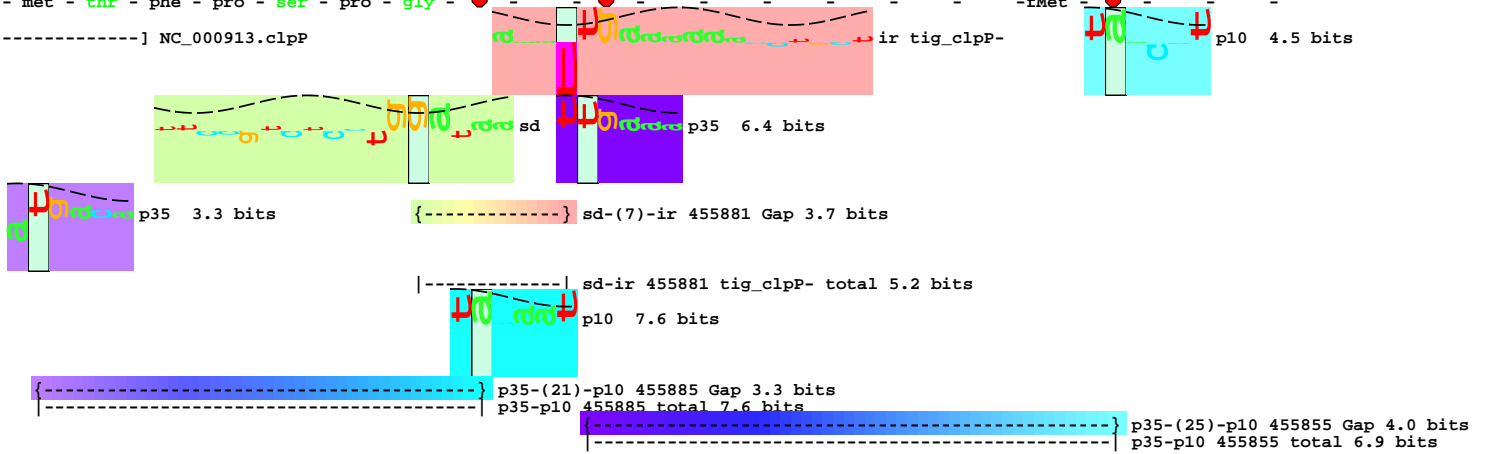 - met - thr - phe - pro - ser - pro - gly - - - - - - - - - -fMet - - - -
-------------] NC_000913.clpP
ir tig_clpP-
p10 4.5 bits
sd
p35 6.4 bits
p35 3.3 bits
{------------} sd-(7)-ir 455881 Gap 3.7 bits
|------------| sd-ir 455881 tig_clpP- total 5.2 bits
p10 7.6 bits
{----------------------------------------} p35-(21)-p10 455885 Gap 3.3 bits
|----------------------------------------| p35-p10 455885 total 7.6 bits
{------------------------------------------------} p35-(25)-p10 455855 Gap 4.0 bits
|------------------------------------------------| p35-p10 455855 total 6.9 bits